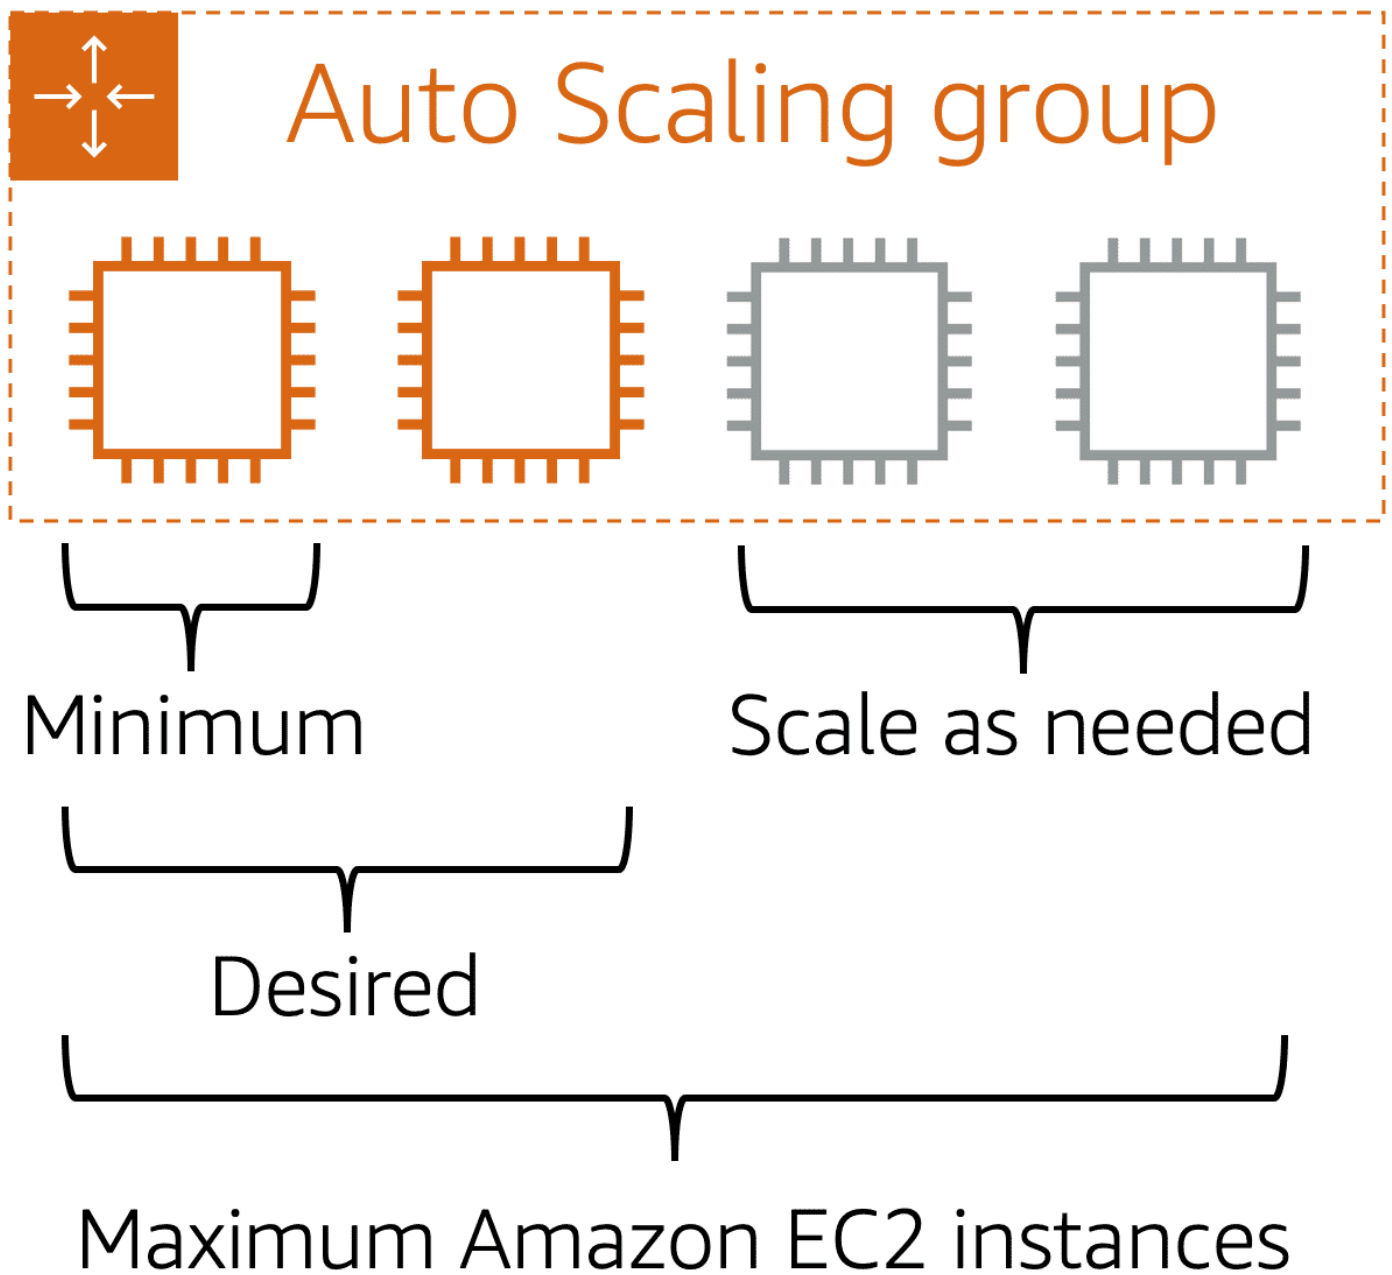 Auto Scaling group
Minimum
Scale as needed
Desired
Maximum Amazon EC2 instances